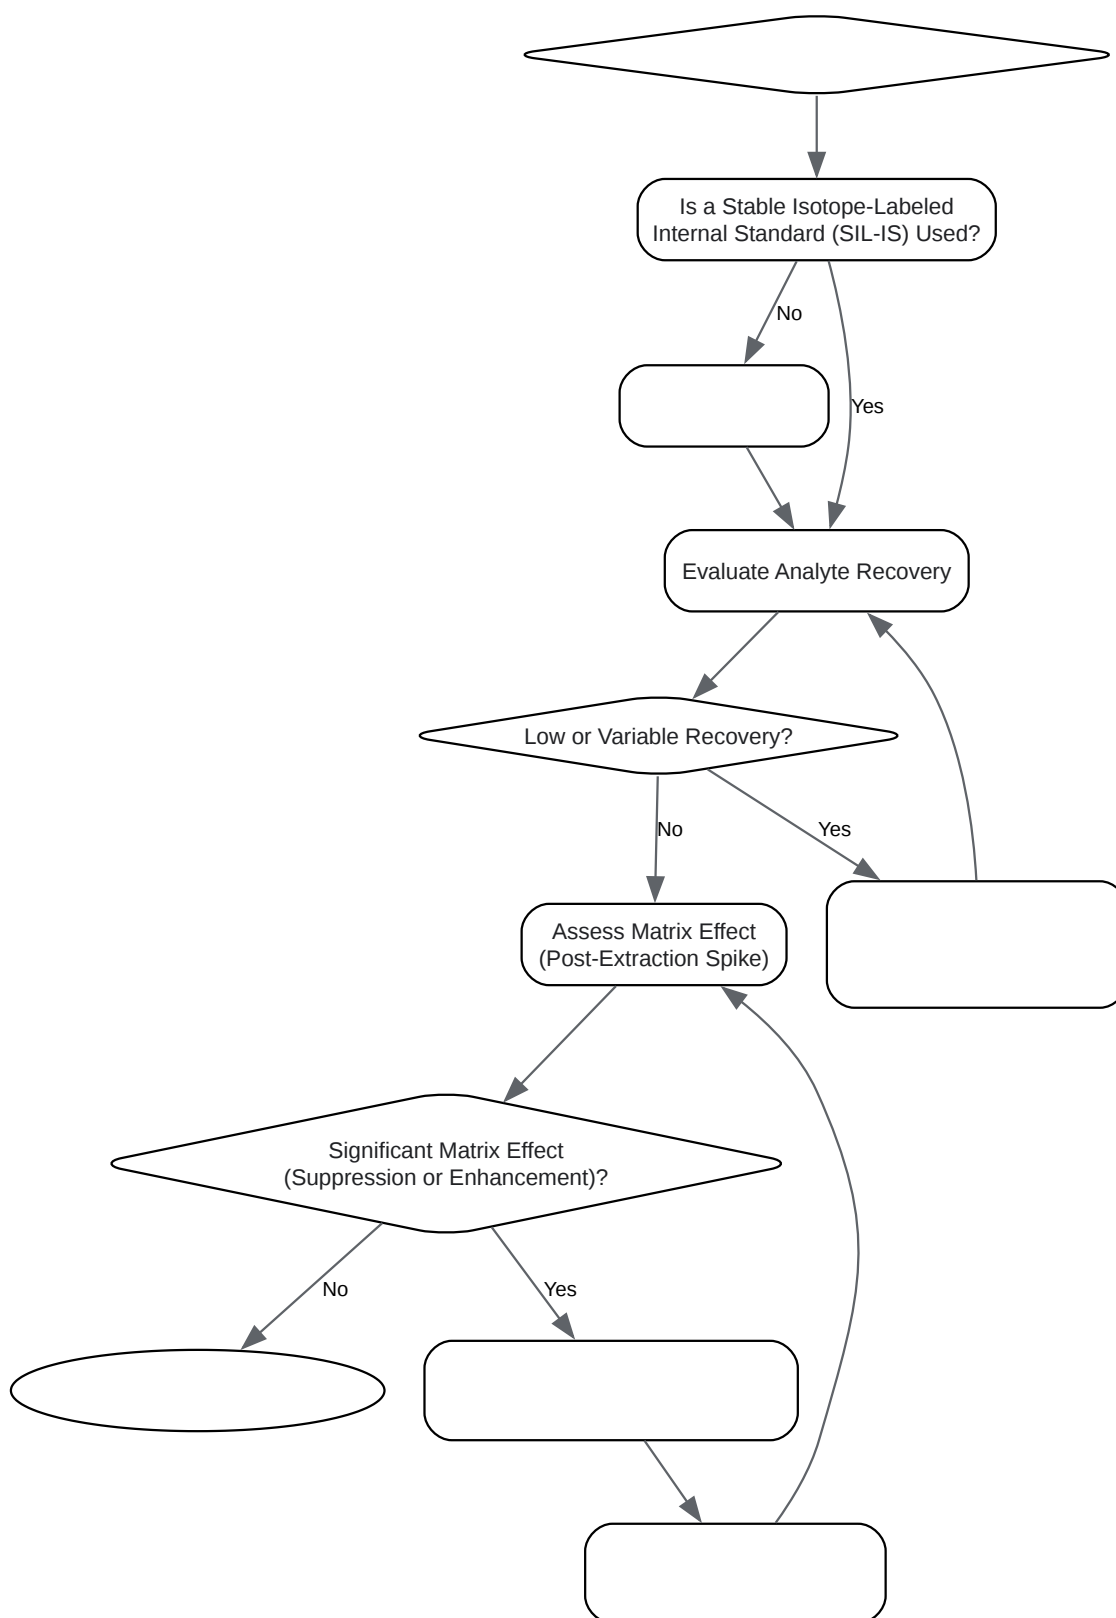 Is a Stable Isotope-Labeled
Internal Standard (SIL-IS) Used?
No
Yes
Evaluate Analyte Recovery
Low or Variable Recovery?
No
Yes
Assess Matrix Effect
(Post-Extraction Spike)
Significant Matrix Effect
(Suppression or Enhancement)?
No
Yes